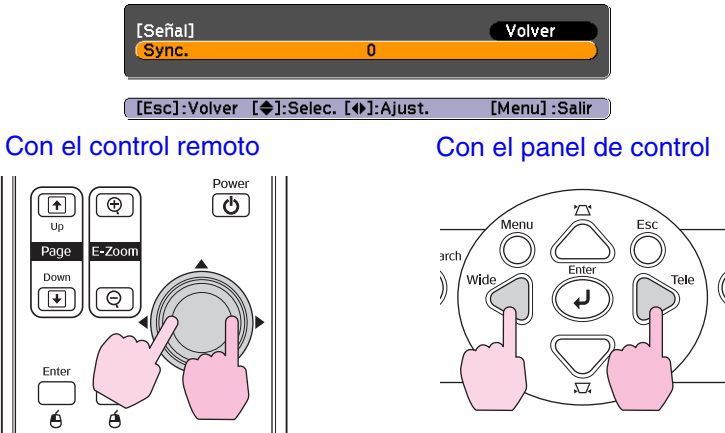 [Señal] Volver
Sync. 0
[Esc]:Volver [◆]:Selec. [◆]:Ajust. [Menu]:Salir
Con el control remoto
Con el panel de control
Power
Up
Page E-Zoom
Down
Enter
Menu
Esc
arch
Wide
Enter
Tele